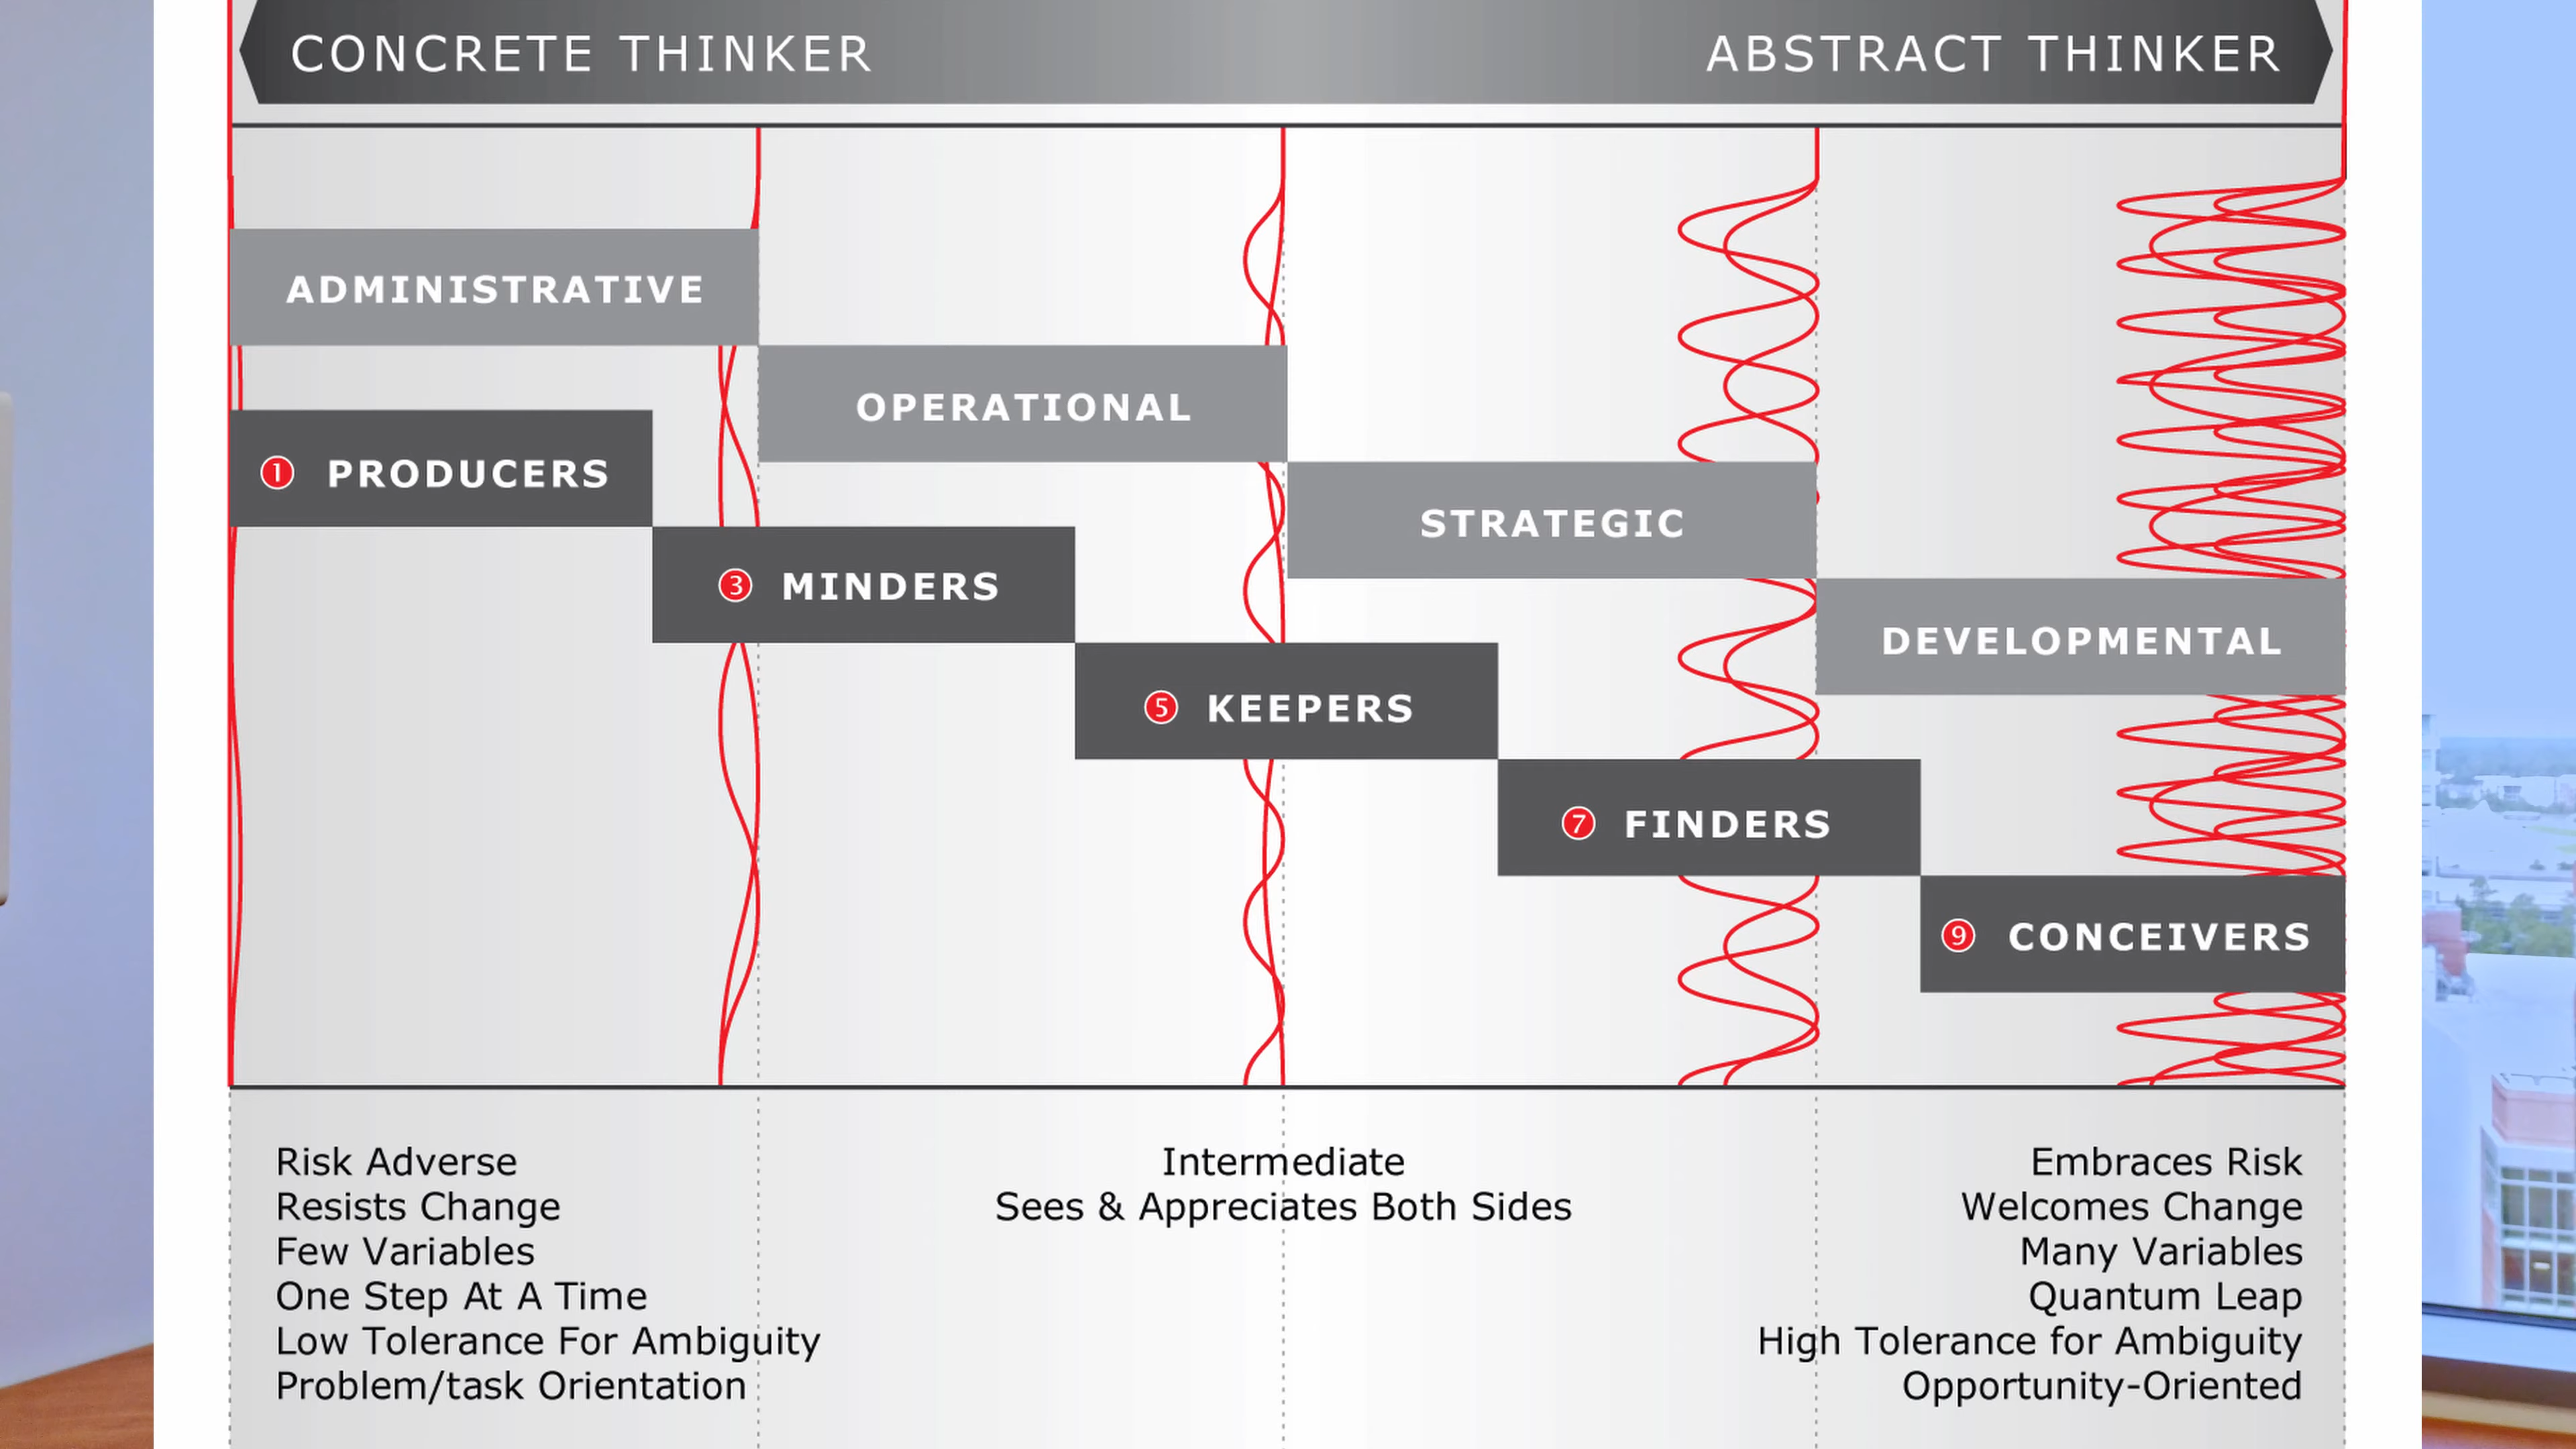 CONCRETE THINKER
ABSTRACT THINKER
ADMINISTRATIVE
OPERATIONAL
STRATEGIC
DEVELOPMENTAL
1 PRODUCERS
3 MINDERS
5 KEEPERS
7 FINDERS
9 CONCEIVERS
Risk Adverse
Resists Change
Few Variables
One Step At A Time
Low Tolerance For Ambiguity
Problem/task Orientation
Intermediate
Sees & Appreciates Both Sides
Embraces Risk
Welcomes Change
Many Variables
Quantum Leap
High Tolerance for Ambiguity
Opportunity-Oriented